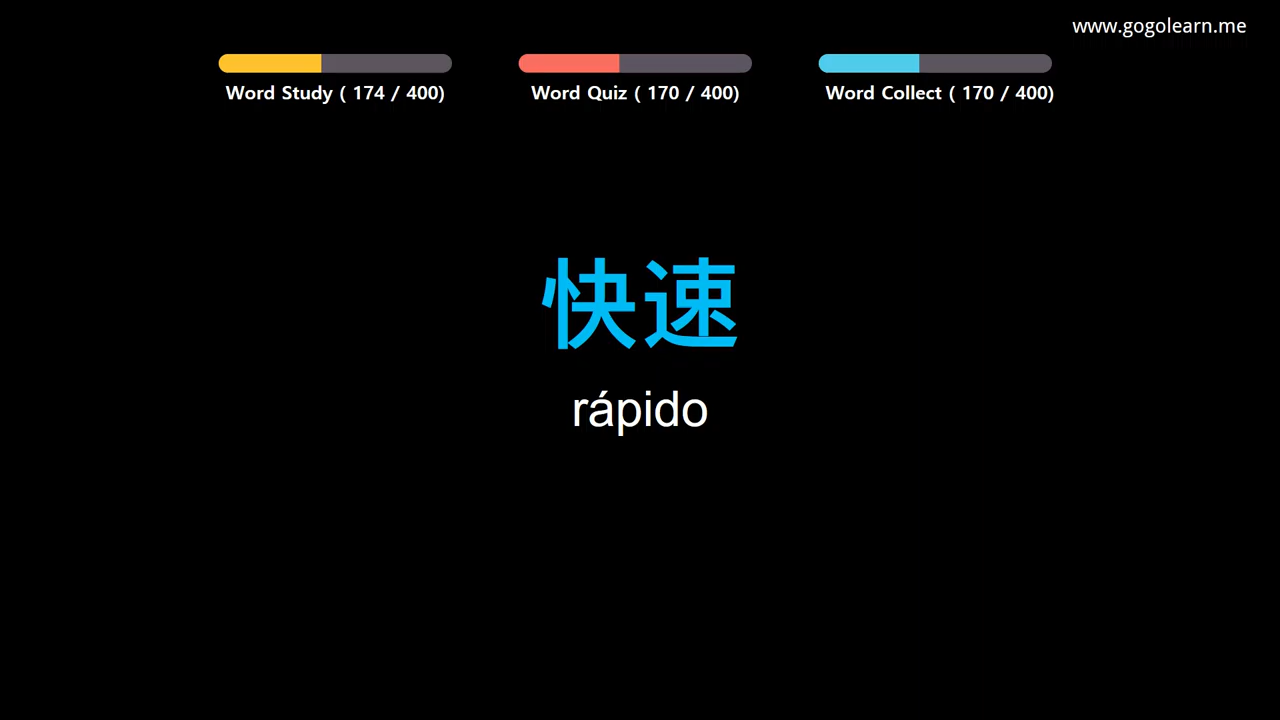 www.gogolearn.me
Word Study ( 174 / 400)
Word Quiz ( 170 / 400)
Word Collect ( 170 / 400)
快速
rápido